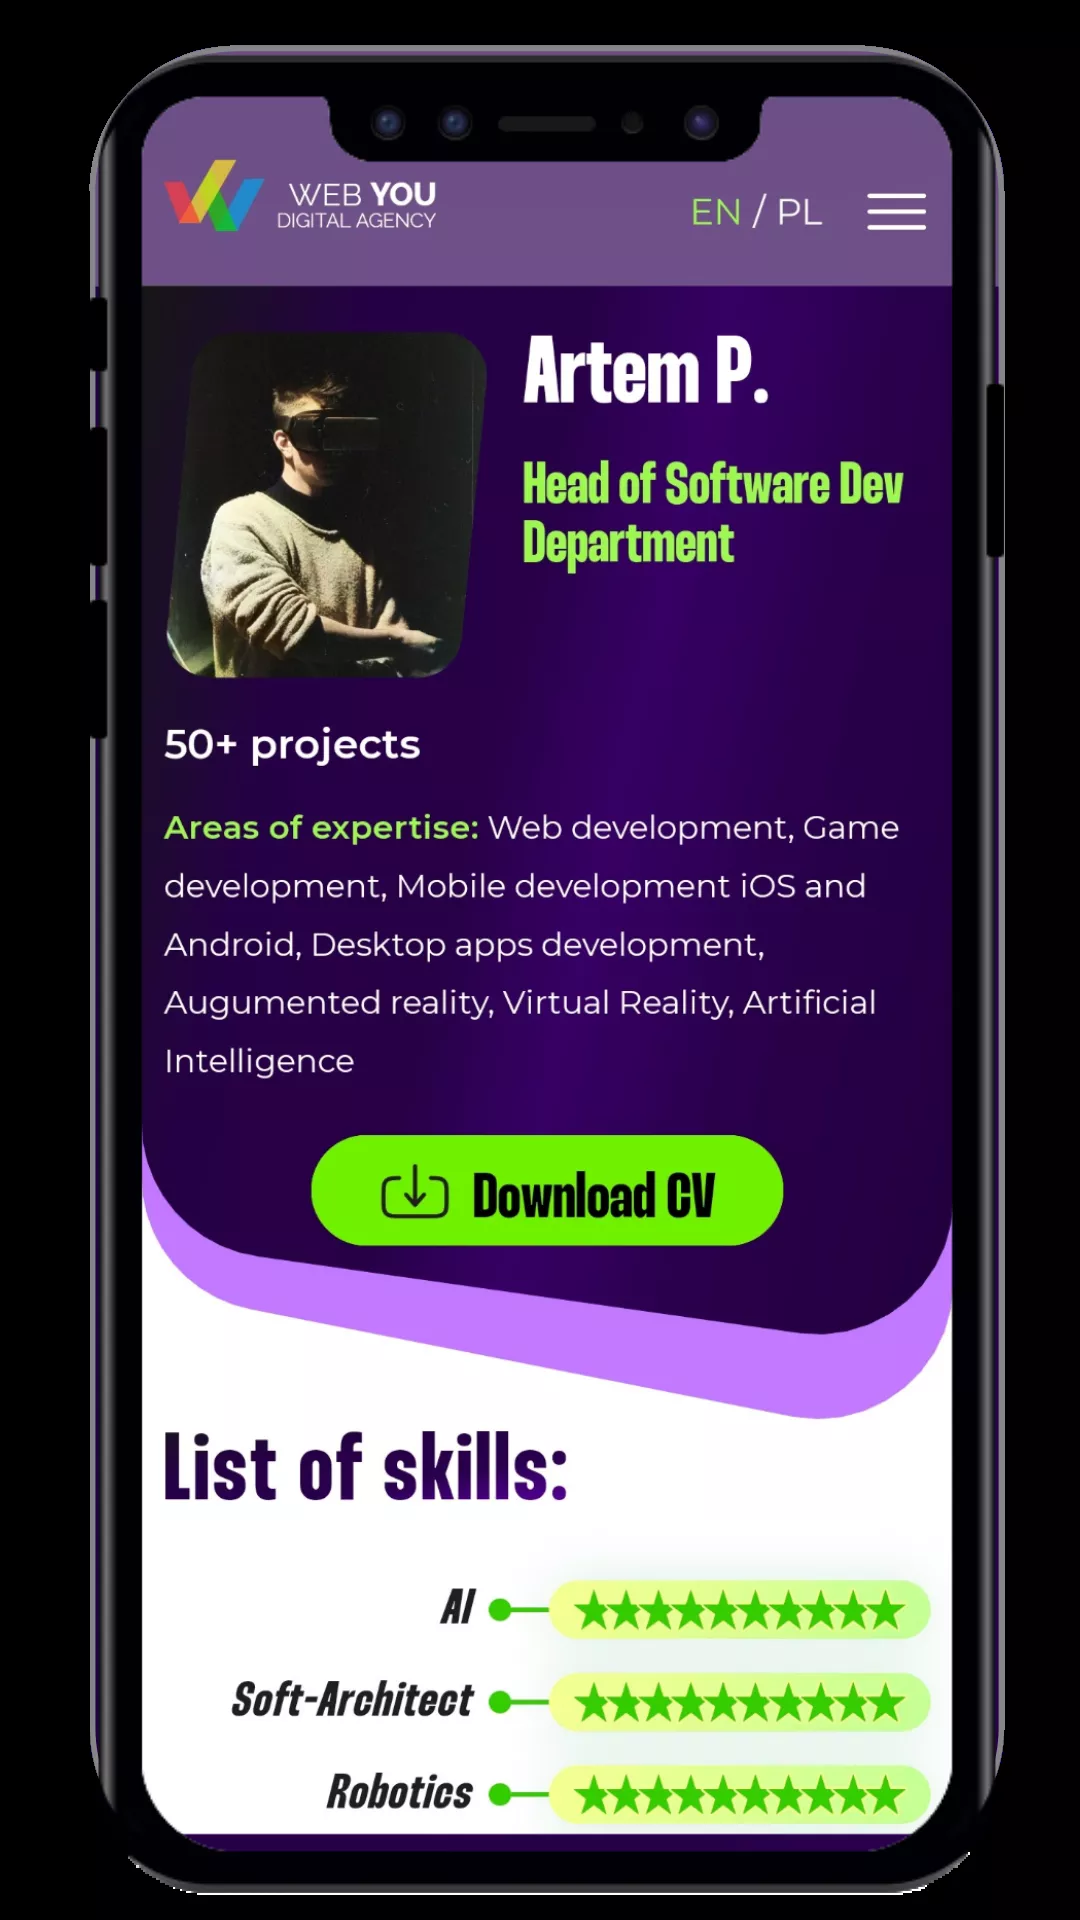 WEB YOU
DIGITAL AGENCY
EN / PL
Artem P.
Head of Software Dev
Department
50+ projects
Areas of expertise: Web development, Game
development, Mobile development iOS and
Android, Desktop apps development,
Augumented reality, Virtual Reality, Artificial
Intelligence
Download CV
List of skills:
AI
Soft-Architect
Robotics